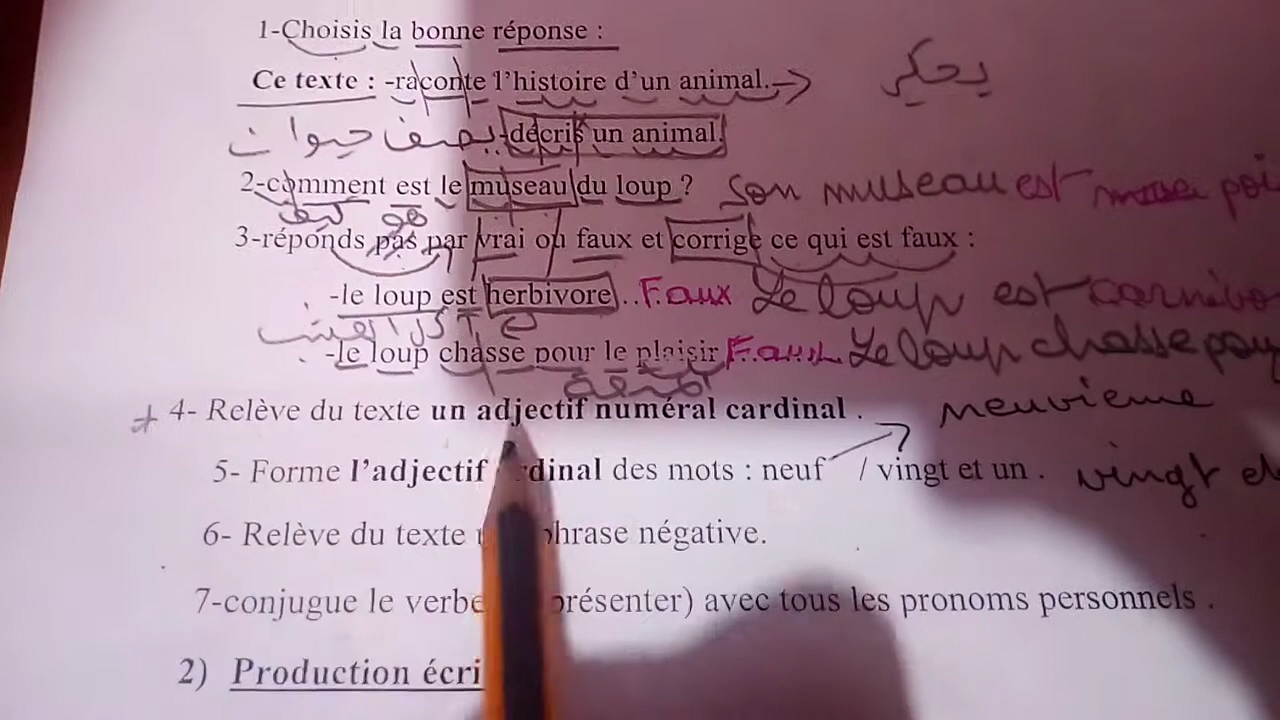 1-Choisis la bonne réponse :
Ce texte : -raconte l'histoire d'un animal. يحكي
-décris un animal. يصف حيوان
2-comment est le museau du loup ? Son museau est
كيف هو
3-réponds pas par vrai ou faux et corrige ce qui est faux :
-le loup est herbivore .. Faux Le loup est
-le loup chasse pour le plaisir Faux Le loup chasse
4- Relève du texte un adjectif numéral cardinal .
neuvieme
5- Forme l'adjectif des mots : neuf / vingt et un . vingt
6- Relève du texte phrase négative.
7-conjugue le verbe présenter) avec tous les pronoms personnels .
2) Production